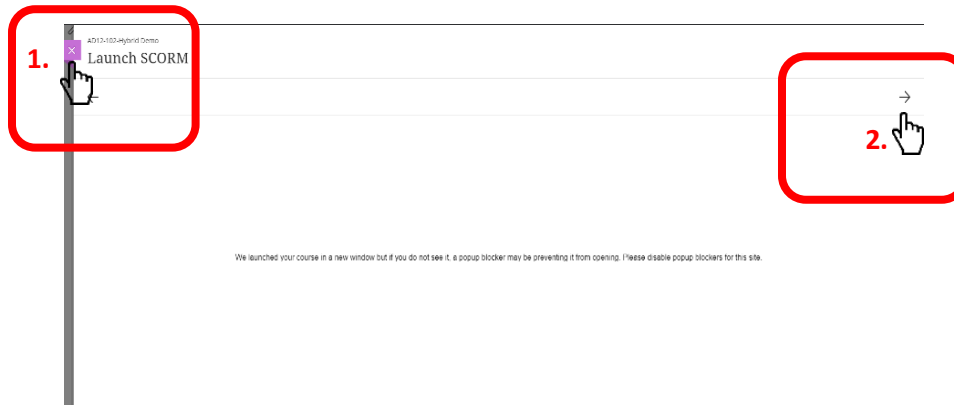 1.
AD12-102-Hybrid Demo
Launch SCORM
2.
We launched your course in a new window but if you do not see it, a popup blocker may be preventing it from opening. Please disable popup blockers for this site.